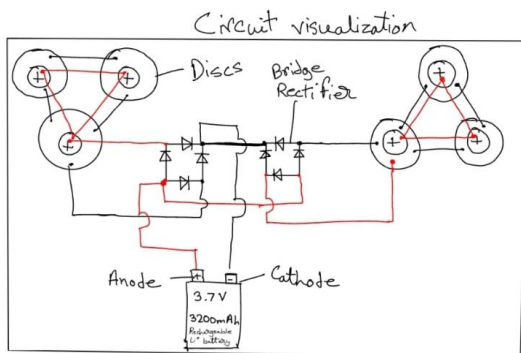 Circuit visualization
Discs
Bridge
Rectifier
Anode
+
-
Cathode
3.7V
3200mAh
Rechargeable
Li+ battery